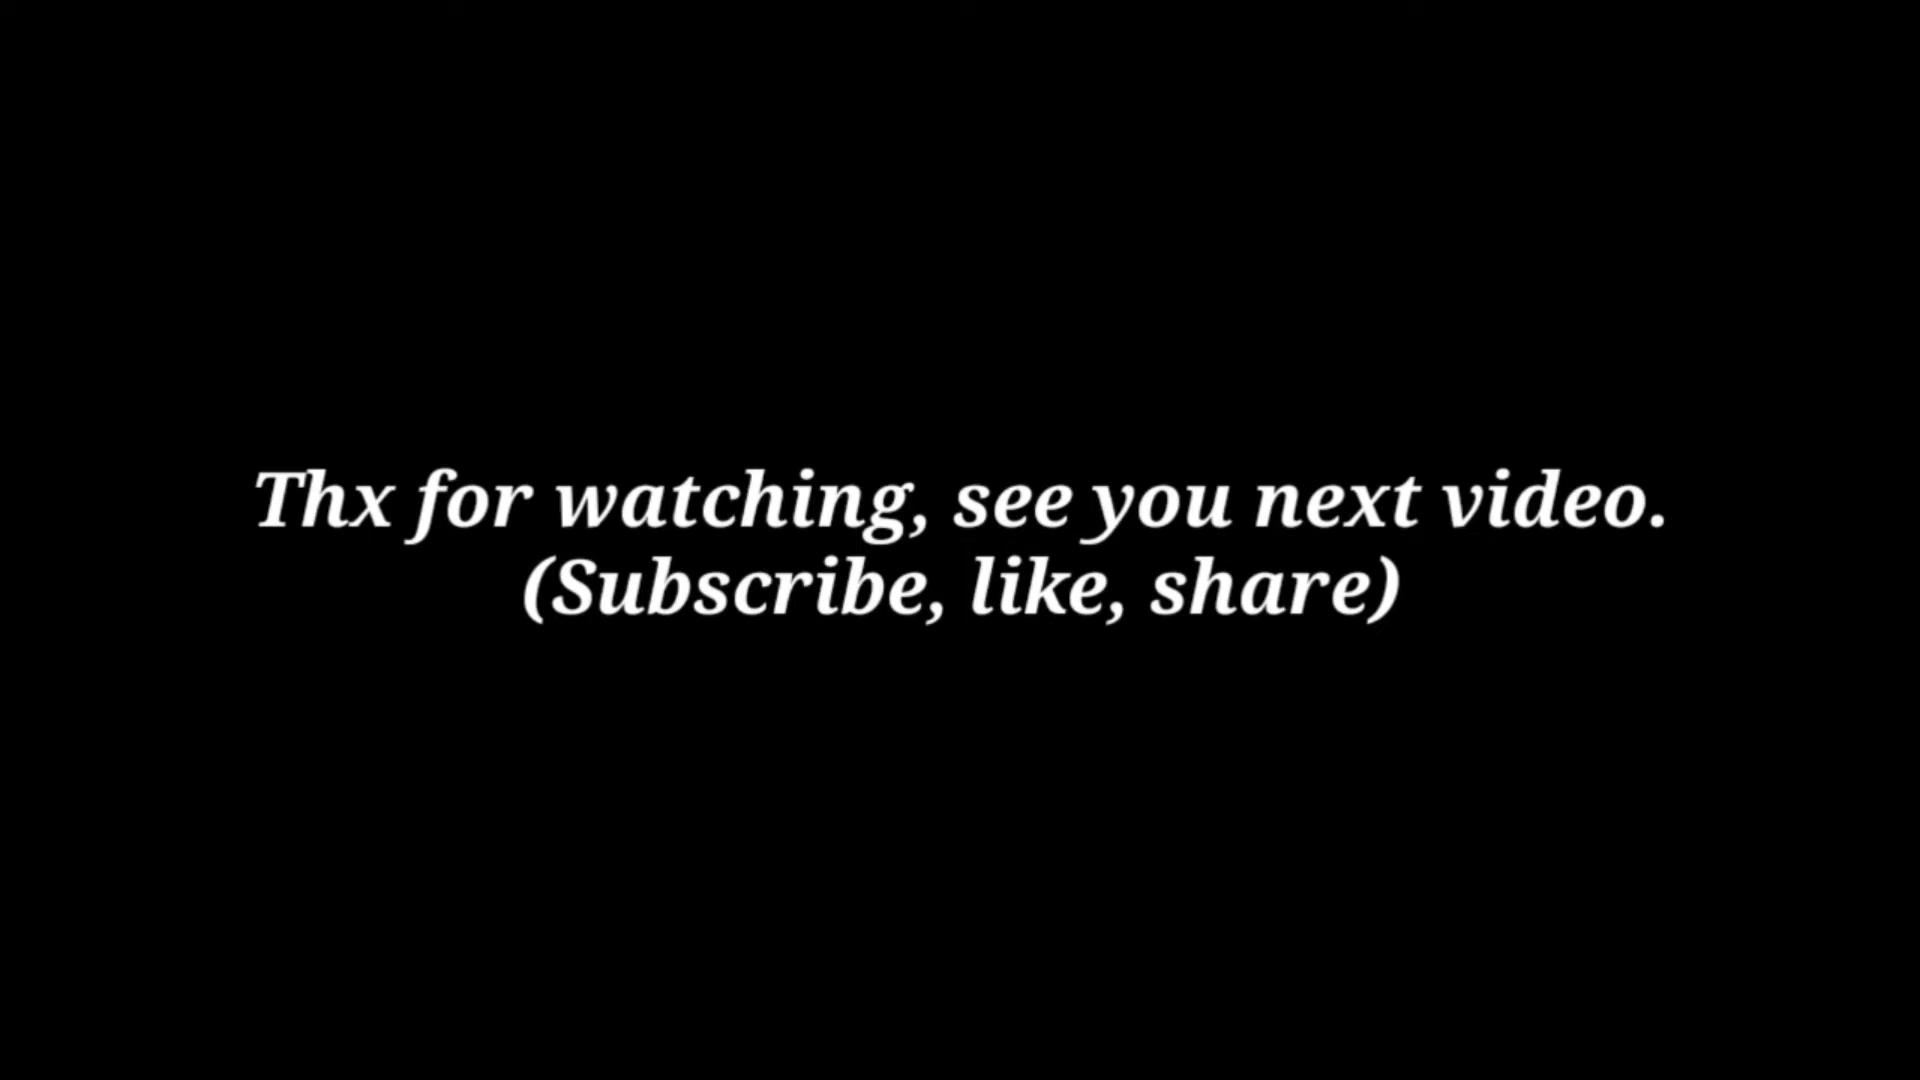 Thx for watching, see you next video.
(Subscribe, like, share)